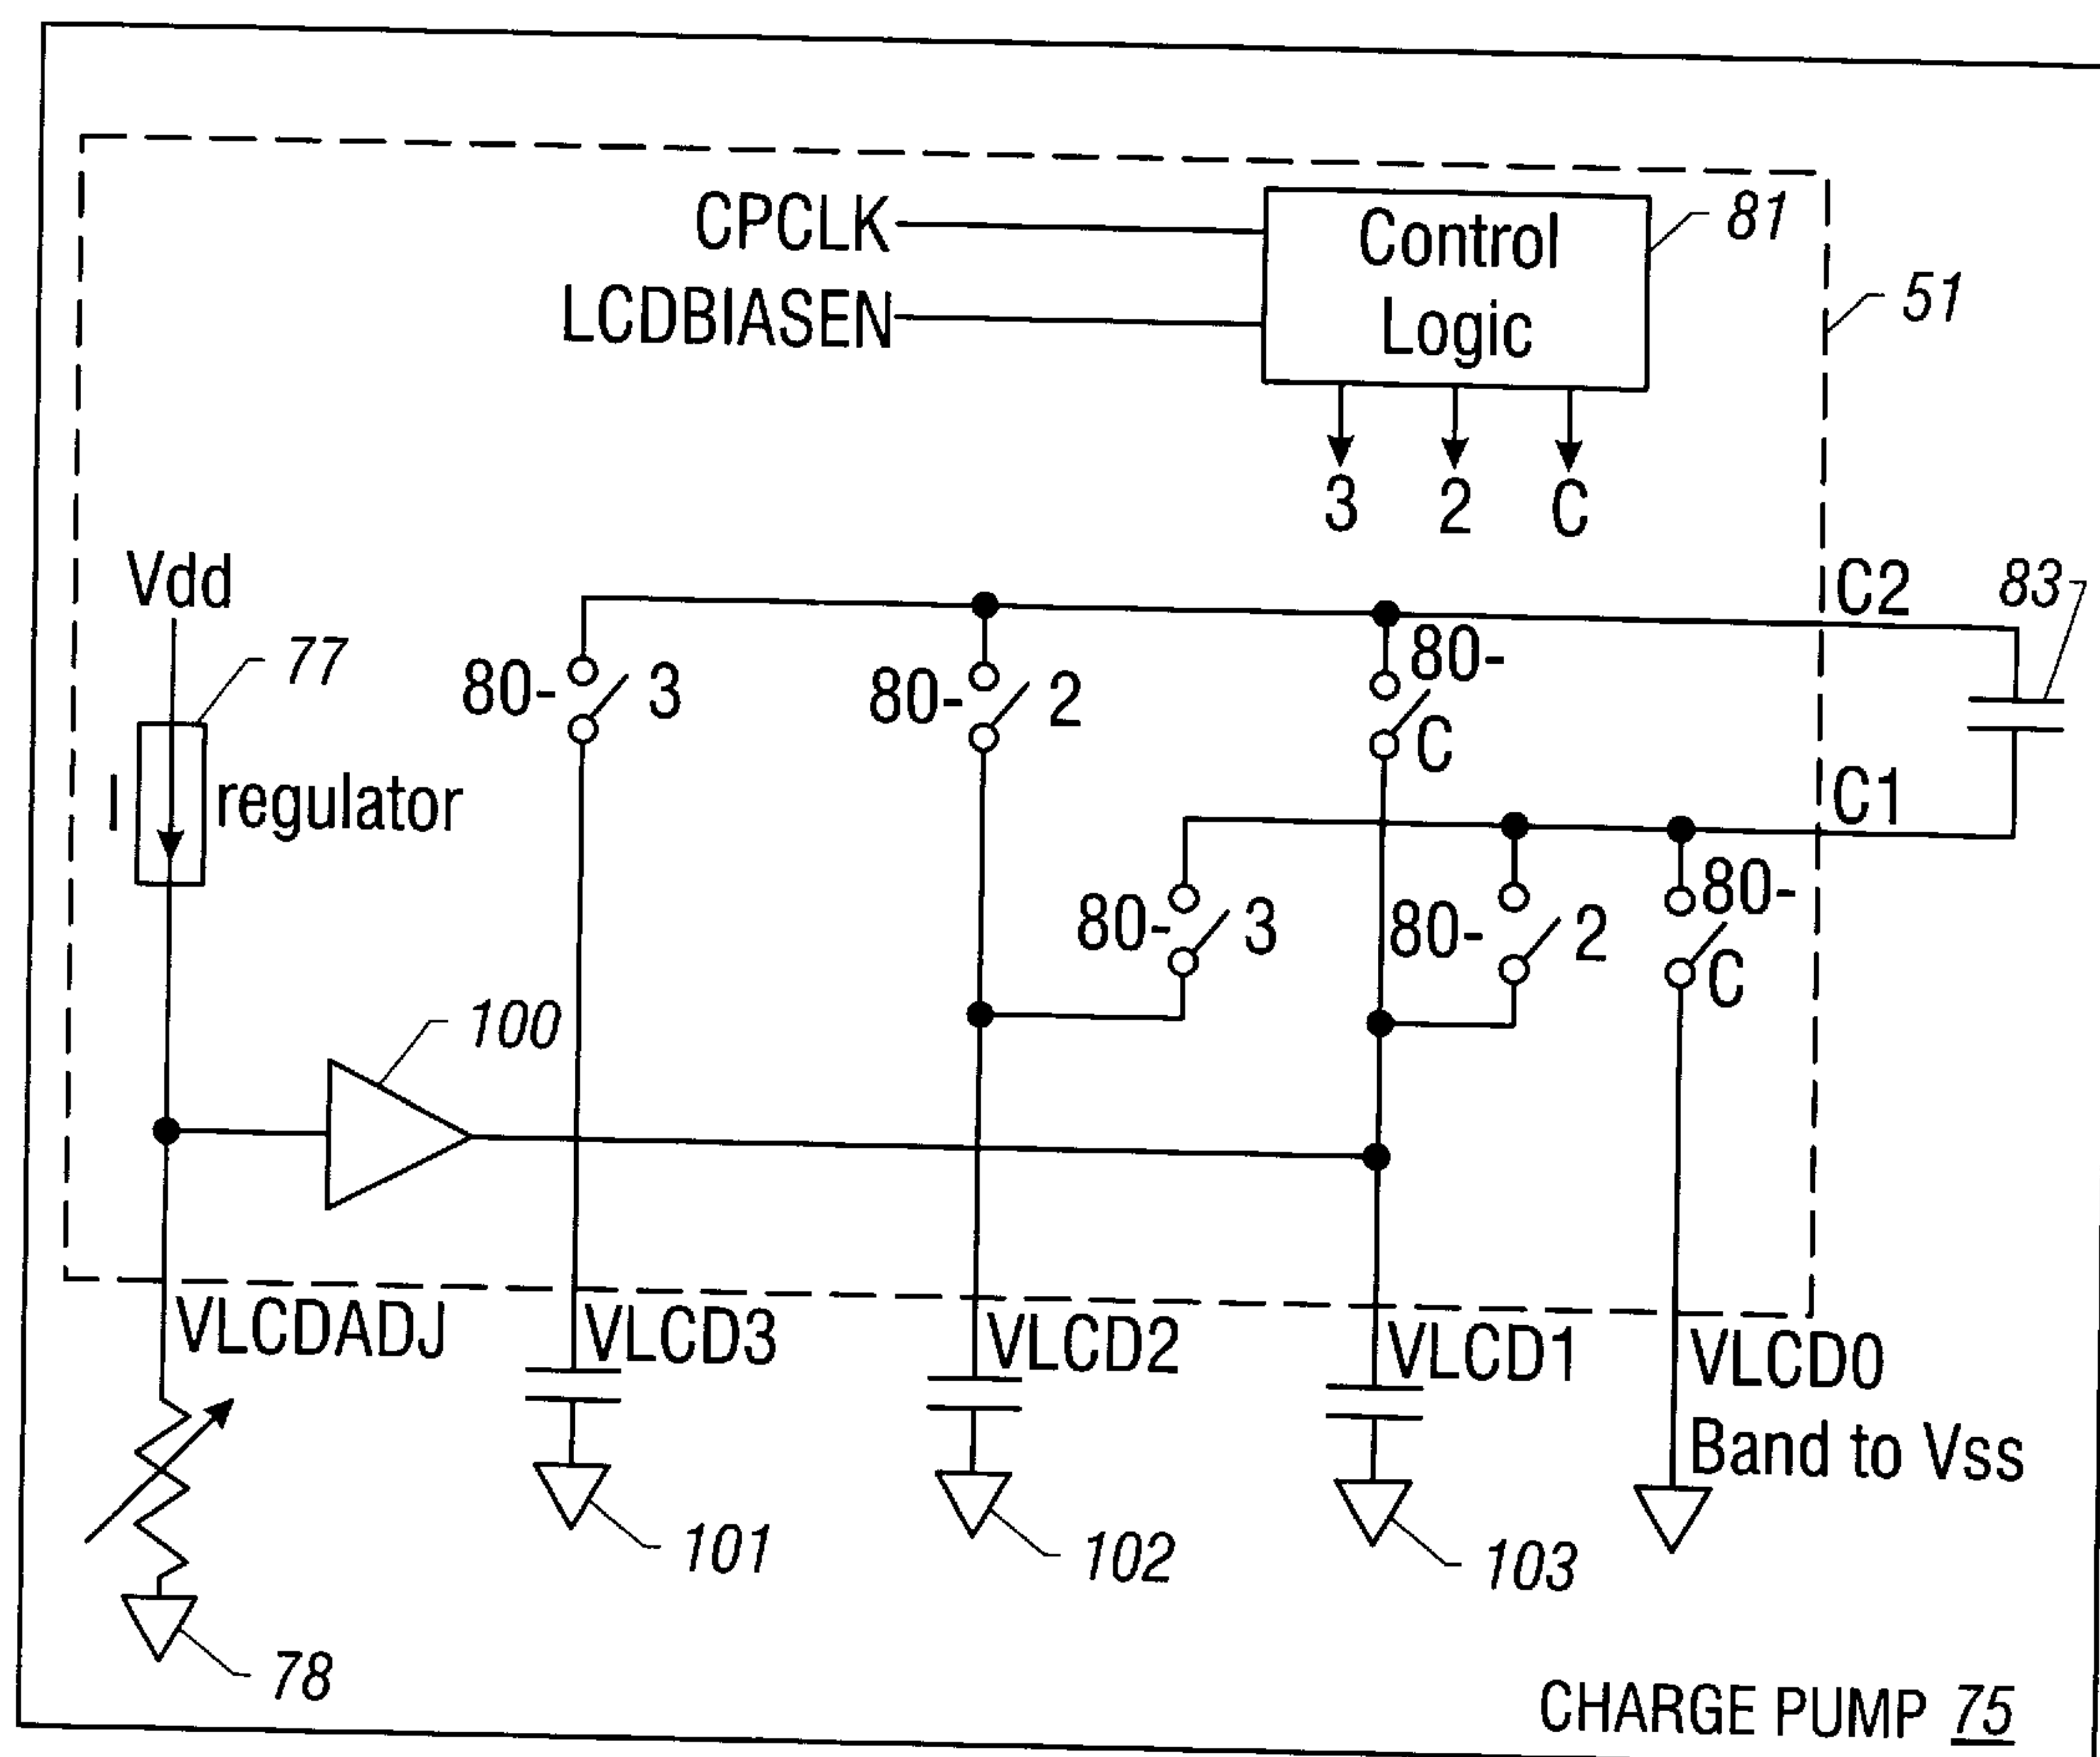 CPCLK
LCDBIASEN
Control
Logic
81
51
3 2 C
Vdd
77
I regulator
C2
83
80- 3
80- 2
80-
C
C1
80- 3
80- 2
80-
C
100
VLCDADJ
VLCD3
VLCD2
VLCD1
VLCD0
Band to Vss
101
102
103
78
CHARGE PUMP 75